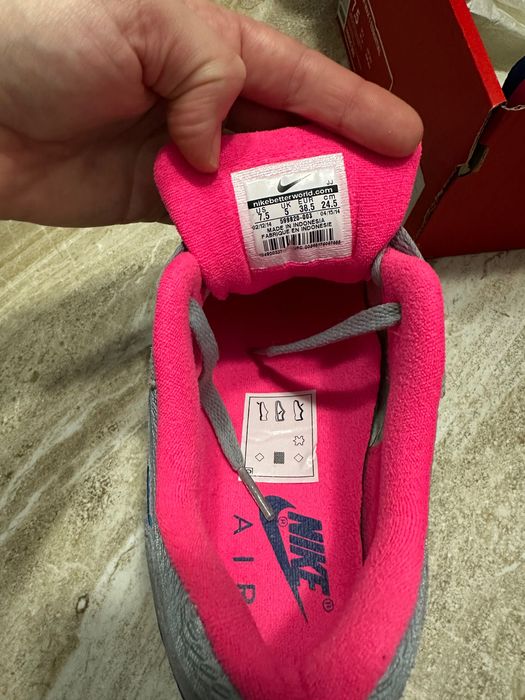 JJ
nikebetterworld.com
US UK EUR cm
7.5 5 38.5 24.5
02/12/14 599820-003 04/15/14
MADE IN INDONESIA
FABRIQUE EN INDONESIE
NIKE
AIR